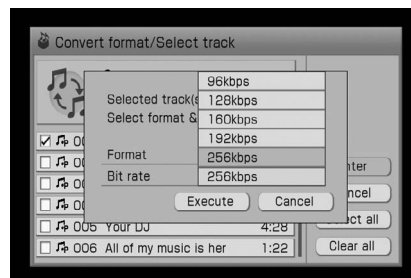 Convert format/Select track
96kbps
Selected track(s 128kbps
Select format & 160kbps
192kbps
Format 256kbps
Bit rate 256kbps
Execute Cancel
005 Your DJ 4:28
Clear all
006 All of my music is her 1:22